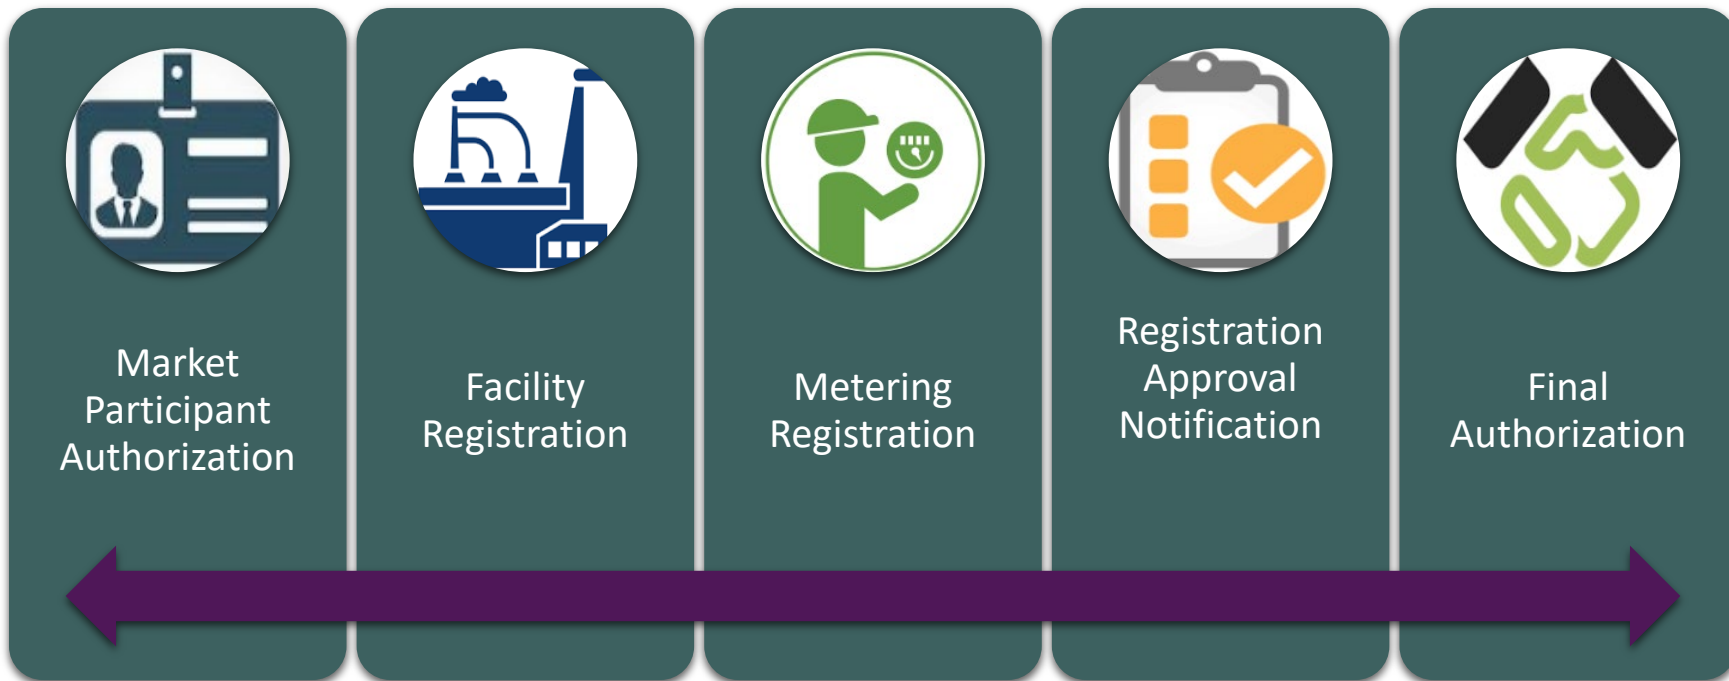 Market
Participant
Authorization
Facility
Registration
Metering
Registration
Registration
Approval
Notification
Final
Authorization